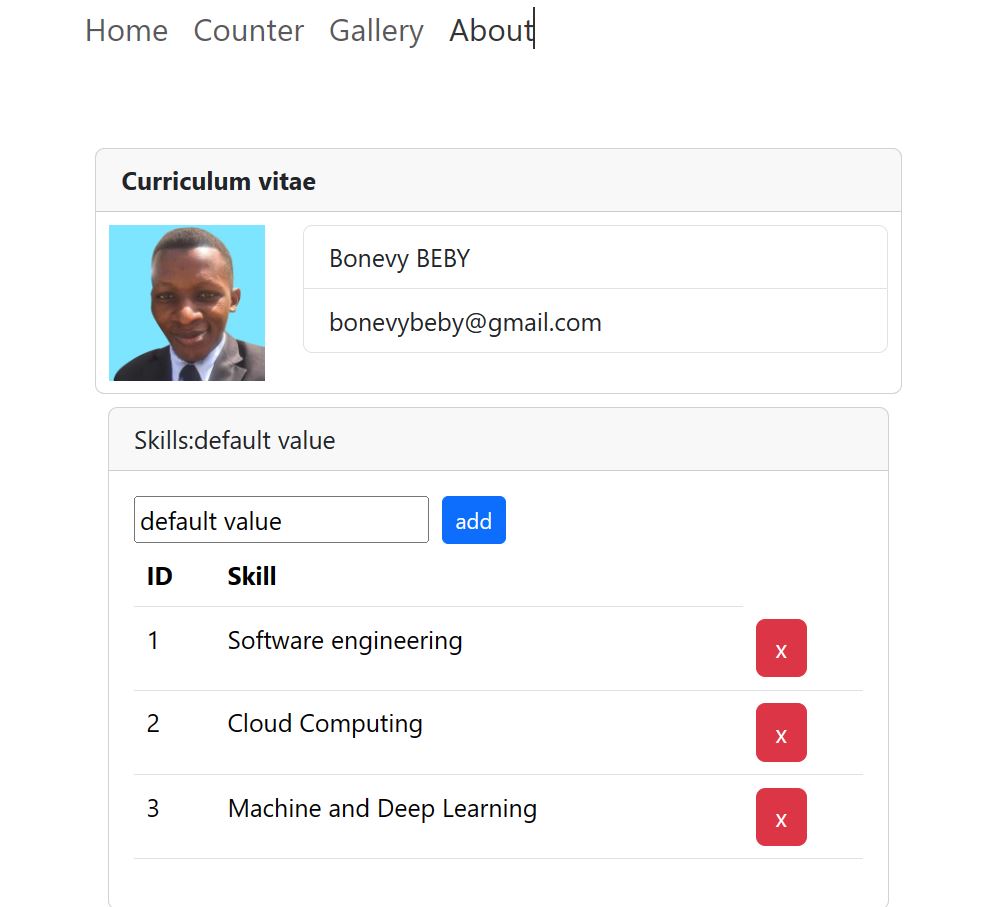 Home Counter Gallery About
Curriculum vitae
Bonevy BEBY
bonevybeby@gmail.com
Skills:default value
default value add
ID Skill
1 Software engineering x
2 Cloud Computing x
3 Machine and Deep Learning x